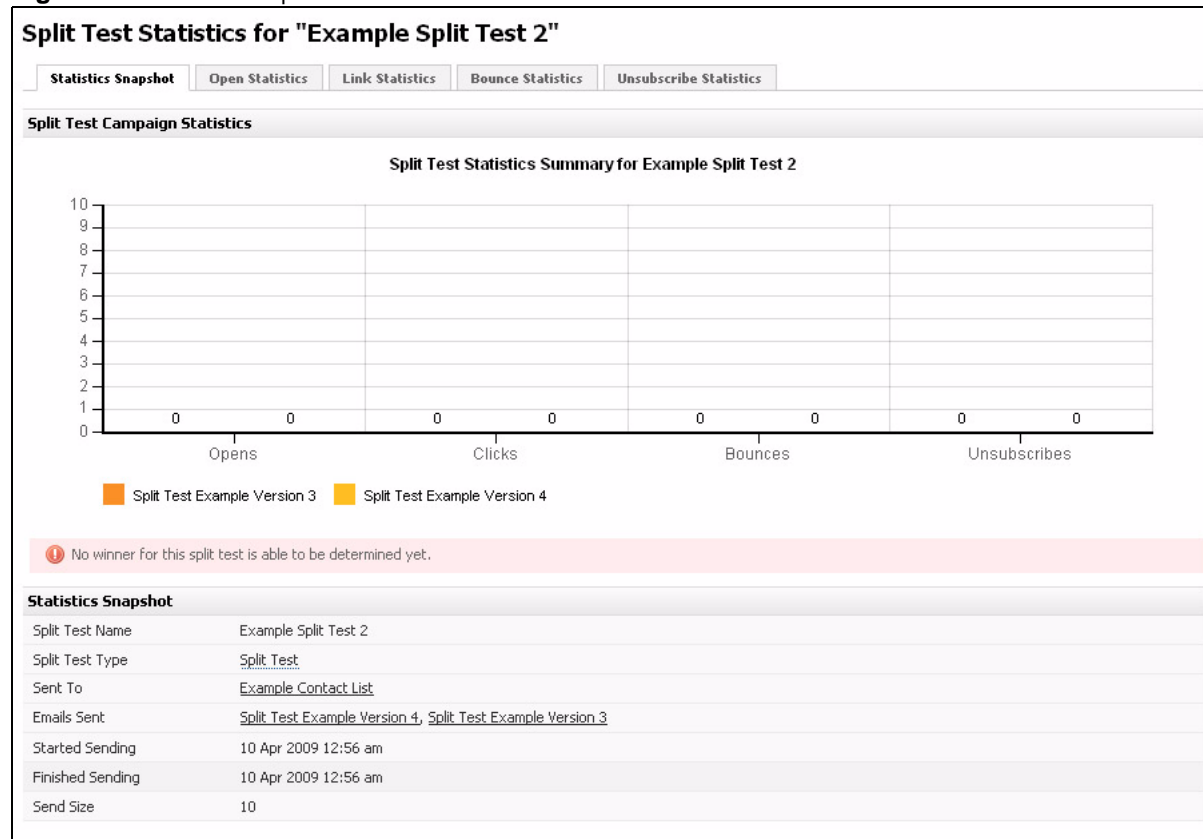 Split Test Statistics for "Example Split Test 2"
Statistics Snapshot Open Statistics Link Statistics Bounce Statistics Unsubscribe Statistics
Split Test Campaign Statistics
Split Test Statistics Summary for Example Split Test 2
10
9
8
7
6
5
4
3
2
1
0
0 0 0 0 0 0 0 0
Opens Clicks Bounces Unsubscribes
Split Test Example Version 3 Split Test Example Version 4
No winner for this split test is able to be determined yet.
Statistics Snapshot
Split Test Name Example Split Test 2
Split Test Type Split Test
Sent To Example Contact List
Emails Sent Split Test Example Version 4, Split Test Example Version 3
Started Sending 10 Apr 2009 12:56 am
Finished Sending 10 Apr 2009 12:56 am
Send Size 10